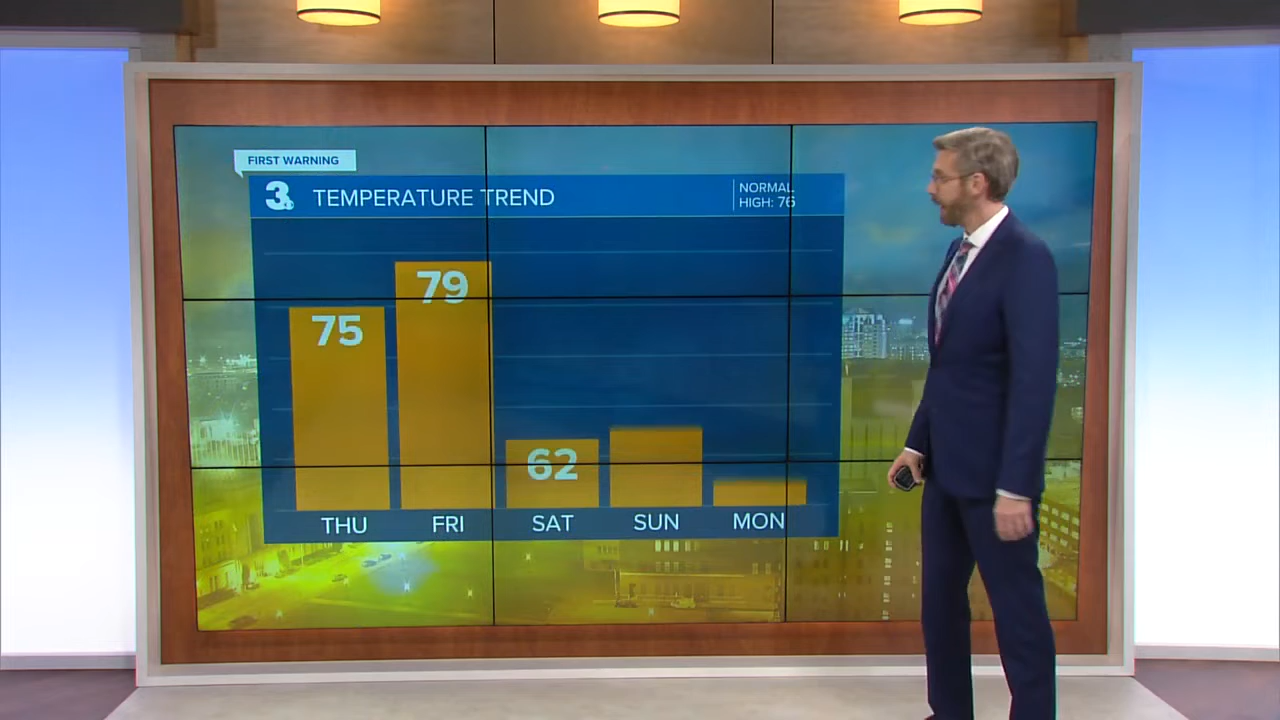 FIRST WARNING
3 TEMPERATURE TREND
NORMAL
HIGH: 76
79
75
62
THU FRI SAT SUN MON